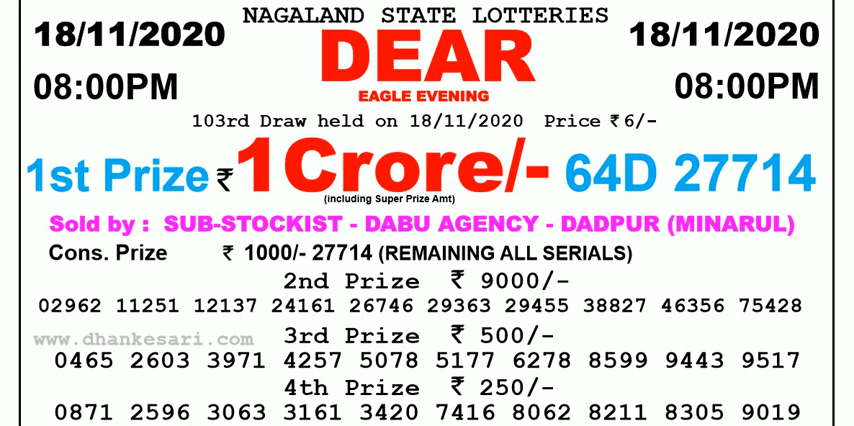 NAGALAND STATE LOTTERIES
18/11/2020 DEAR 18/11/2020
08:00PM EAGLE EVENING 08:00PM
103rd Draw held on 18/11/2020 Price ₹ 6/-
1st Prize ₹ 1Crore/- 64D 27714
(including Super Prize Amt)
Sold by : SUB-STOCKIST - DABU AGENCY - DADPUR (MINARUL)
Cons. Prize ₹ 1000/- 27714 (REMAINING ALL SERIALS)
2nd Prize ₹ 9000/-
02962 11251 12137 24161 26746 29363 29455 38827 46356 75428
www.dhankesari.com 3rd Prize ₹ 500/-
0465 2603 3971 4257 5078 5177 6278 8599 9443 9517
4th Prize ₹ 250/-
0871 2596 3063 3161 3420 7416 8062 8211 8305 9019